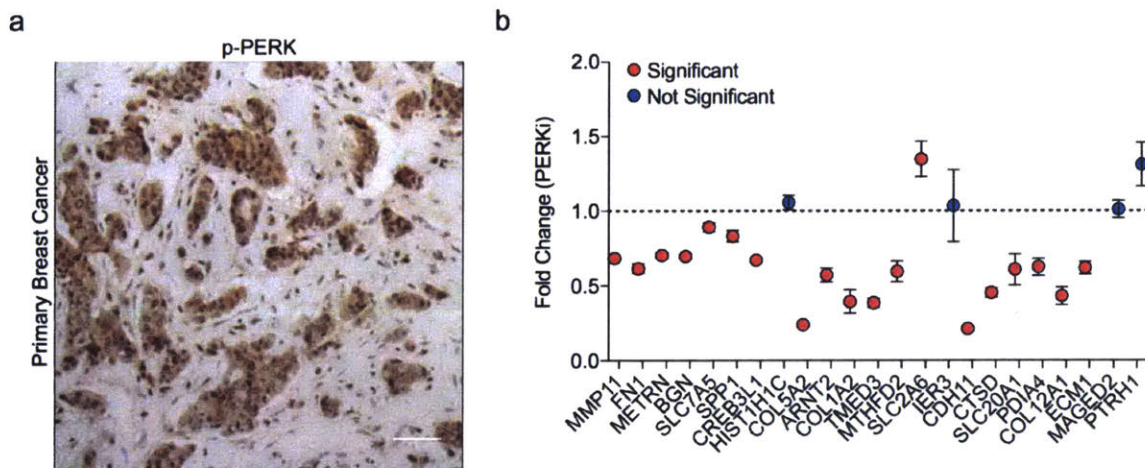 a
p-PERK
Primary Breast Cancer
b
Fold Change (PERKi)
2.0
1.5
1.0
0.5
0.0
Significant
Not Significant
MMP11
FN1
METRN
BGN
SLC7A5
SPP1
CREB3L1
HIST1H1C
COL5A2
ARNT2
COL1A2
TMED3
MTHFD2
SLC2A6
IER3
CDH11
CTSD
SLC20A1
PDIA4
COL12A1
ECM1
MAGED2
PTRH1